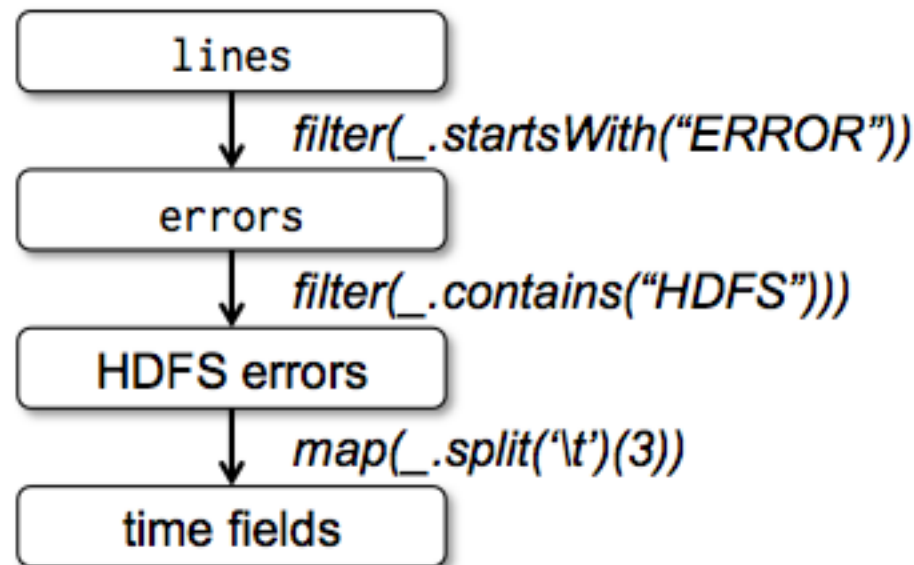 lines
filter(_.startsWith(“ERROR”))
errors
filter(_.contains(“HDFS”)))
HDFS errors
map(_.split(‘\t’)(3))
time fields